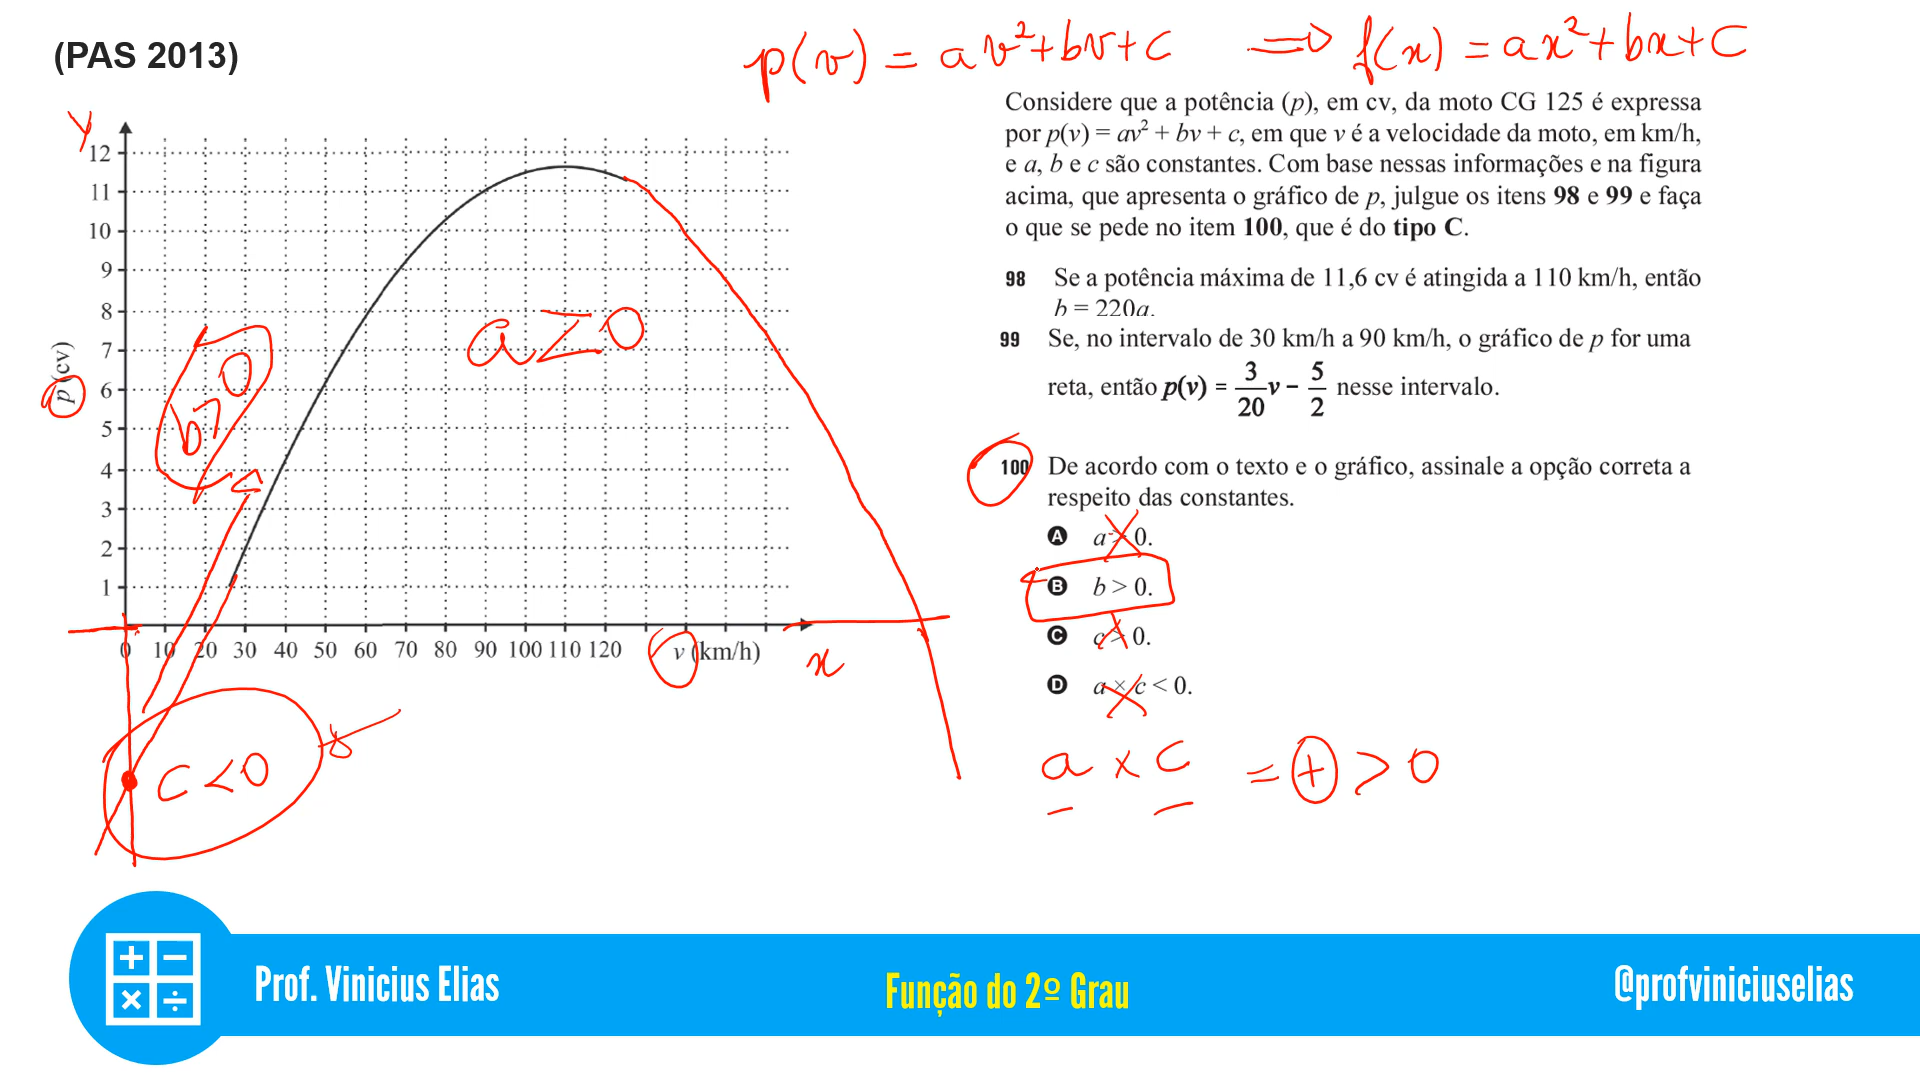 (PAS 2013)
p(v) = av²+bv+c ⇒ f(x) = ax²+bx+c
Considere que a potência (p), em cv, da moto CG 125 é expressa
por p(v) = av² + bv + c, em que v é a velocidade da moto, em km/h,
e a, b e c são constantes. Com base nessas informações e na figura
acima, que apresenta o gráfico de p, julgue os itens 98 e 99 e faça
o que se pede no item 100, que é do tipo C.
98 Se a potência máxima de 11,6 cv é atingida a 110 km/h, então
b = 220a.
99 Se, no intervalo de 30 km/h a 90 km/h, o gráfico de p for uma
reta, então p(v) = 3/20 v − 5/2 nesse intervalo.
100 De acordo com o texto e o gráfico, assinale a opção correta a
respeito das constantes.
A a > 0.
B b > 0.
C c > 0.
D a × c < 0.
a x c = + > 0
y
12
11
10
9
8
7
6
5
4
3
2
1
p (cv)
b>0
0 10 20 30 40 50 60 70 80 90 100 110 120 v (km/h)
x
c<0
Prof. Vinicius Elias
Função do 2º Grau
@profviniciuselias